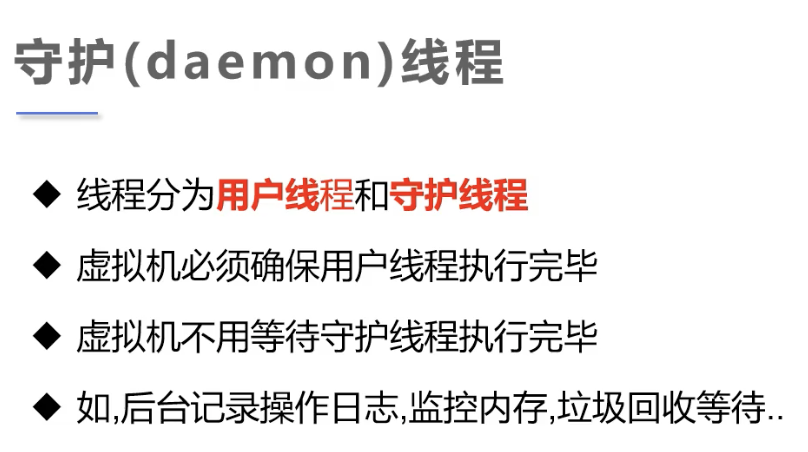 守护(daemon)线程
◆ 线程分为用户线程和守护线程
◆ 虚拟机必须确保用户线程执行完毕
◆ 虚拟机不用等待守护线程执行完毕
◆ 如,后台记录操作日志,监控内存,垃圾回收等待..